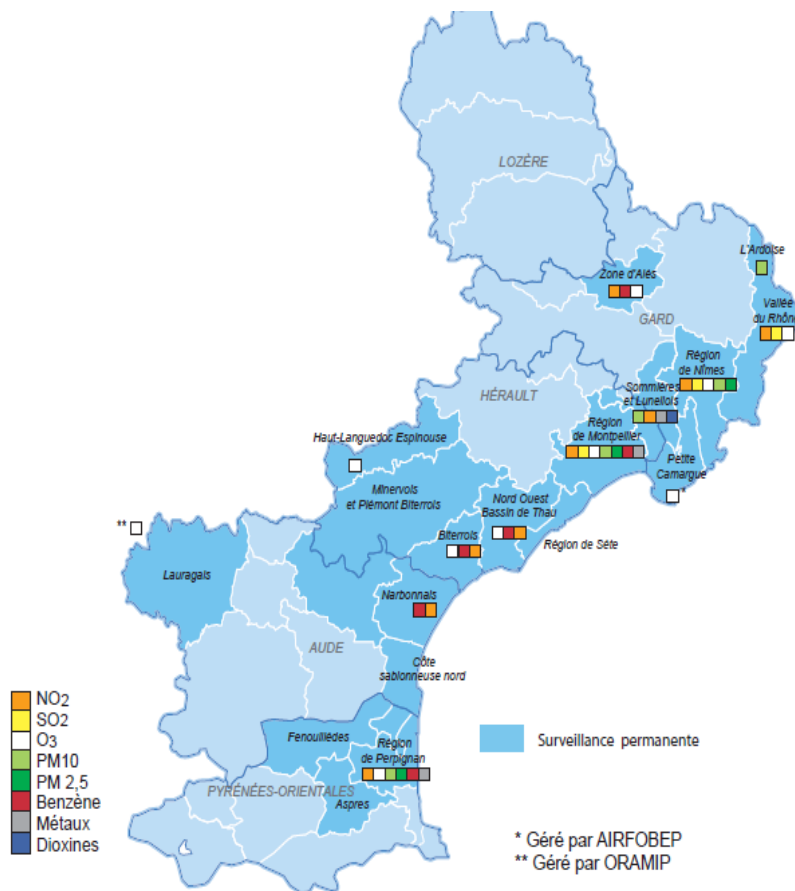 LOZÈRE
L'Ardoise
Zone d'Alès
Vallée
du Rhône
GARD
Région
de Nîmes
Sommières
et Lunellois
HÉRAULT
Région
de Montpellier
Haut-Languedoc Espinouse
Petite
Camargue
*
Minervois
et Piémont Biterrois
Nord Ouest
Bassin de Thau
**
Biterrois
Région de Sète
Lauragais
Narbonnais
AUDE
Côte
sablonneuse nord
NO2
SO2
O3
PM10
PM 2,5
Benzène
Métaux
Dioxines
Fenouillèdes
Région
de Perpignan
PYRÉNÉES-ORIENTALES
Aspres
Surveillance permanente
* Géré par AIRFOBEP
** Géré par ORAMIP